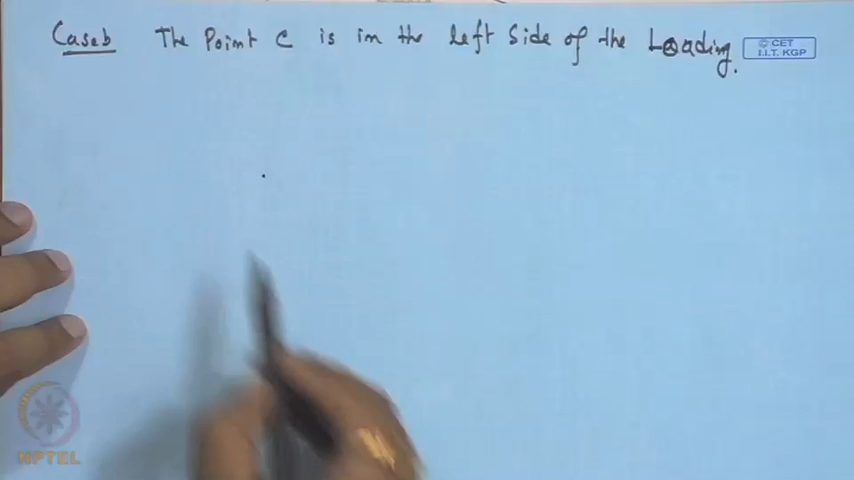 Caseb The Point C is in the left Side of the Loading.
© CET
I.I.T. KGP
NPTEL